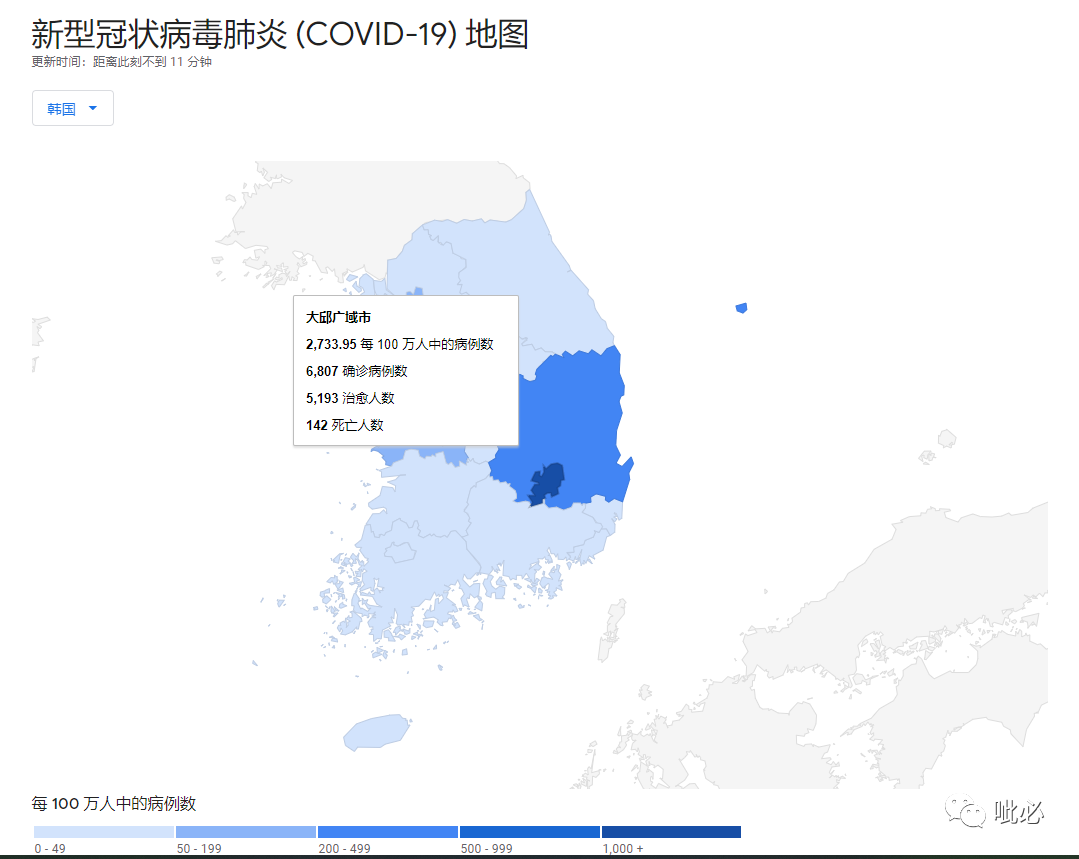 新型冠状病毒肺炎 (COVID-19) 地图
更新时间：距离此刻不到 11 分钟
韩国
大邱广域市
2,733.95 每 100 万人中的病例数
6,807 确诊病例数
5,193 治愈人数
142 死亡人数
每 100 万人中的病例数
0 - 49
50 - 199
200 - 499
500 - 999
1,000 +
呲必